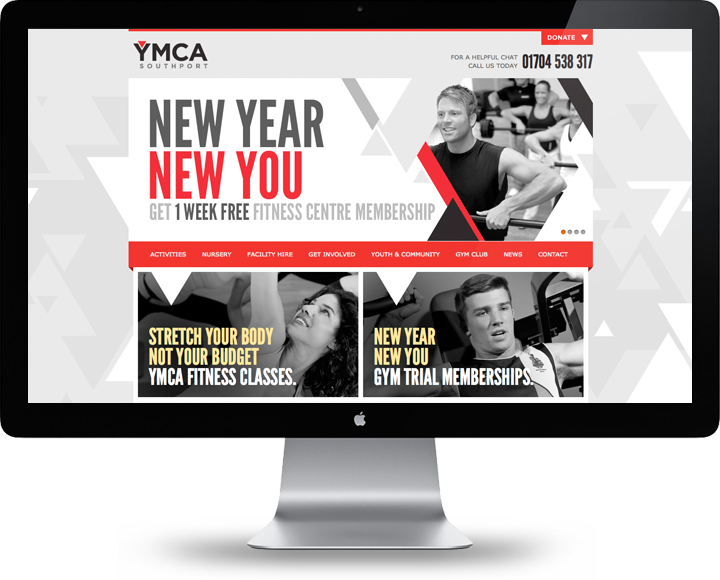 DONATE
YMCA
SOUTHPORT
FOR A HELPFUL CHAT
CALL US TODAY 01704 538 317
NEW YEAR
NEW YOU
GET 1 WEEK FREE FITNESS CENTRE MEMBERSHIP
ACTIVITIES NURSERY FACILITY HIRE GET INVOLVED YOUTH & COMMUNITY GYM CLUB NEWS CONTACT
STRETCH YOUR BODY
NOT YOUR BUDGET
YMCA FITNESS CLASSES.
NEW YEAR
NEW YOU
GYM TRIAL MEMBERSHIPS.